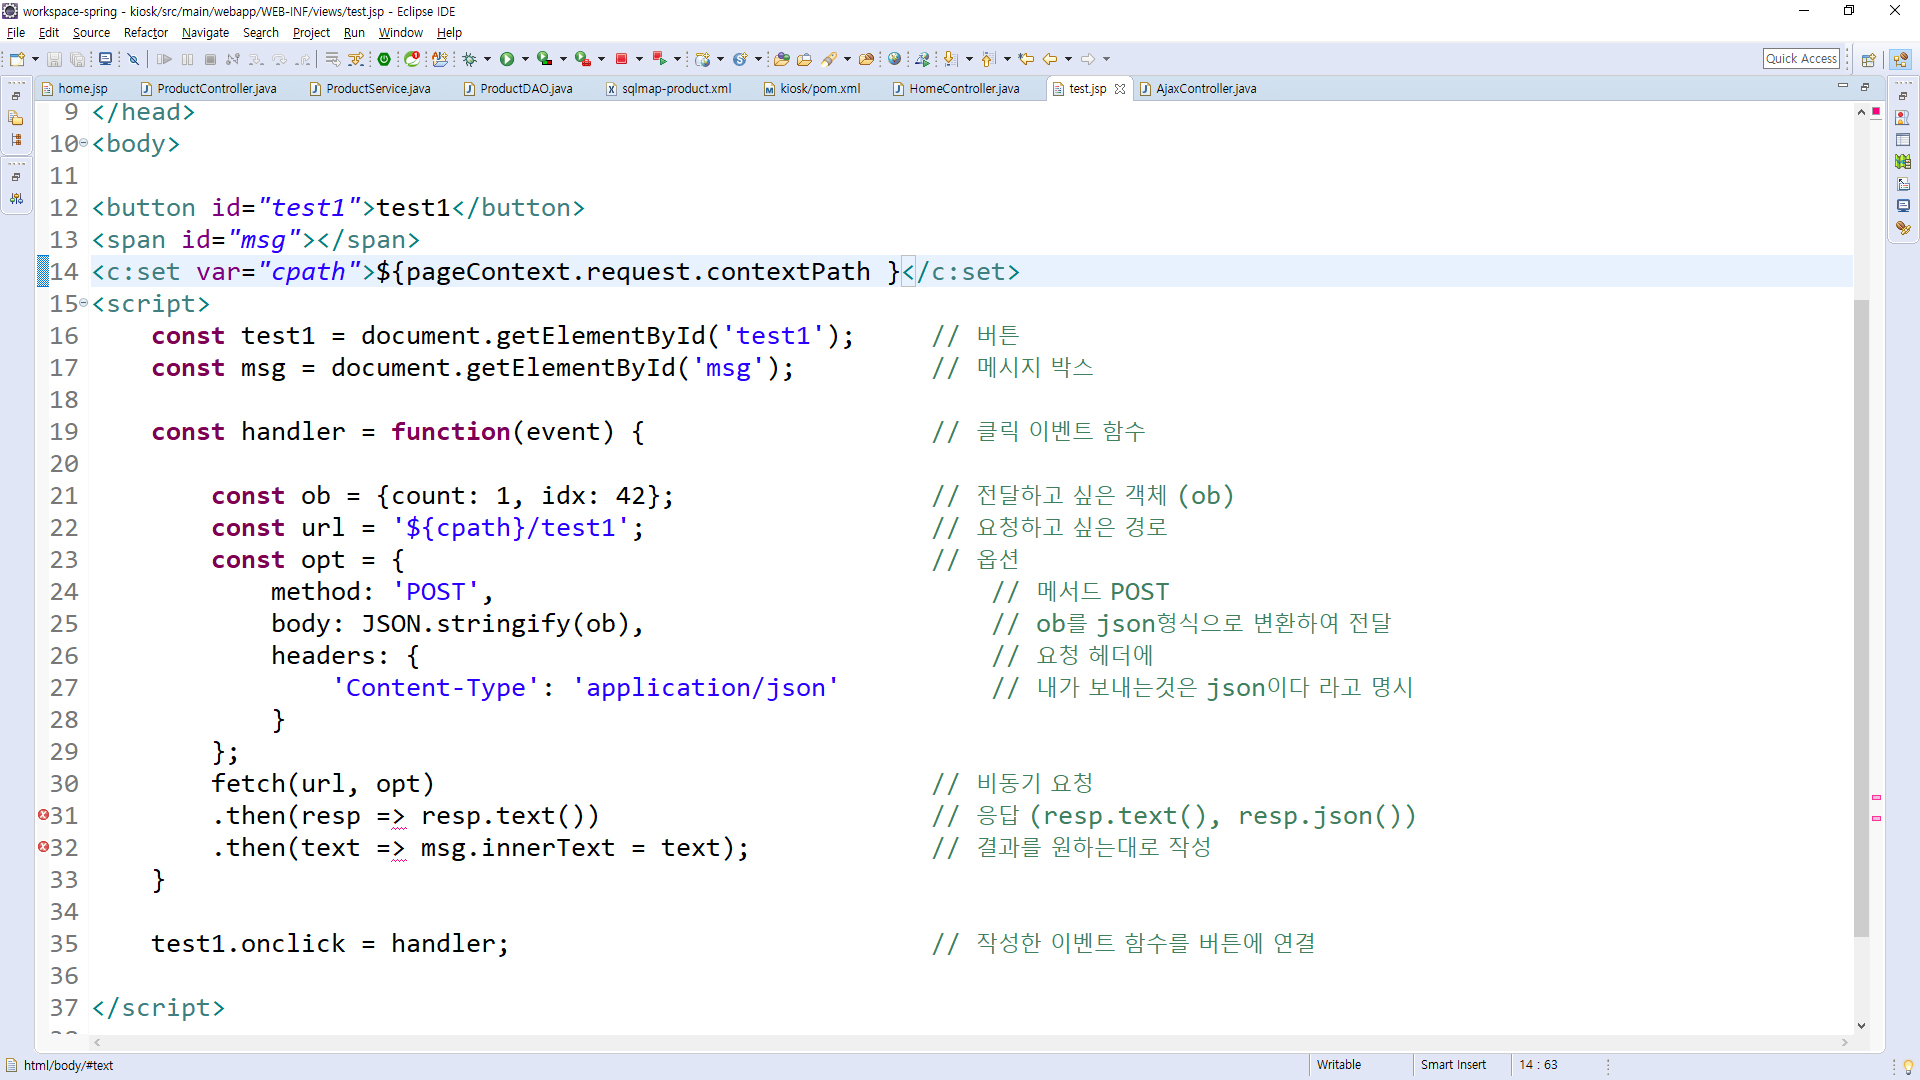 workspace-spring - kiosk/src/main/webapp/WEB-INF/views/test.jsp - Eclipse IDE
File Edit Source Refactor Navigate Search Project Run Window Help
Quick Access
home.jsp ProductController.java ProductService.java ProductDAO.java sqlmap-product.xml kiosk/pom.xml HomeController.java test.jsp AjaxController.java
9 </head>
10 <body>
11
12 <button id="test1">test1</button>
13 <span id="msg"></span>
14 <c:set var="cpath">${pageContext.request.contextPath }</c:set>
15 <script>
16     const test1 = document.getElementById('test1');     // 버튼
17     const msg = document.getElementById('msg');         // 메시지 박스
18
19     const handler = function(event) {                   // 클릭 이벤트 함수
20
21         const ob = {count: 1, idx: 42};                 // 전달하고 싶은 객체 (ob)
22         const url = '${cpath}/test1';                   // 요청하고 싶은 경로
23         const opt = {                                   // 옵션
24             method: 'POST',                                 // 메서드 POST
25             body: JSON.stringify(ob),                       // ob를 json형식으로 변환하여 전달
26             headers: {                                      // 요청 헤더에
27                 'Content-Type': 'application/json'          // 내가 보내는것은 json이다 라고 명시
28             }
29         };
30         fetch(url, opt)                                 // 비동기 요청
31         .then(resp => resp.text())                      // 응답 (resp.text(), resp.json())
32         .then(text => msg.innerText = text);            // 결과를 원하는대로 작성
33     }
34
35     test1.onclick = handler;                            // 작성한 이벤트 함수를 버튼에 연결
36
37 </script>
html/body/#text Writable Smart Insert 14 : 63